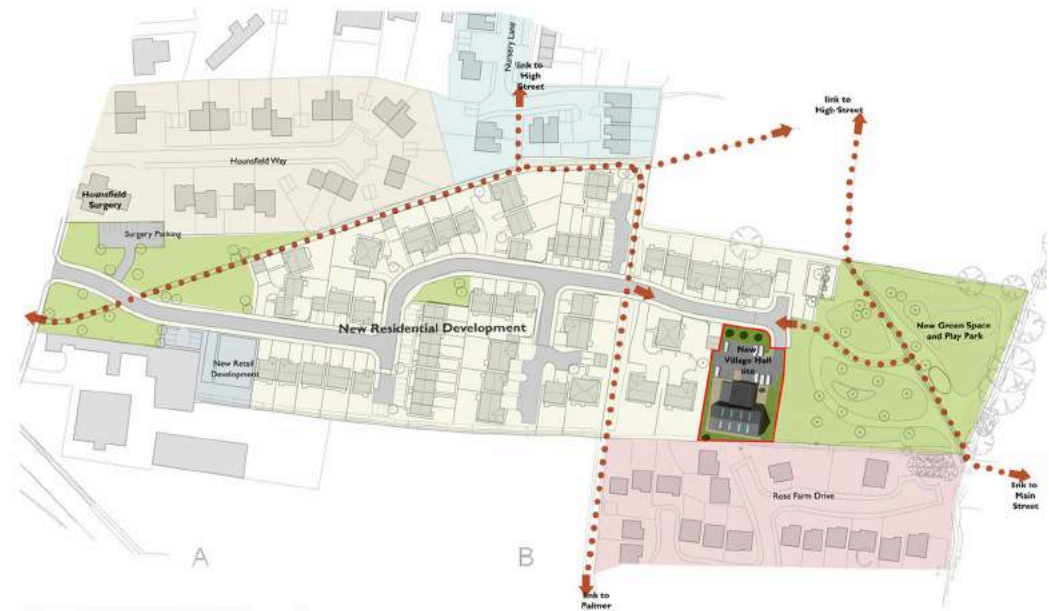 Nursery Lane
link to
High
Street
link to
High Street
Hounsfield Way
Hounsfield
Surgery
Surgery Parking
New Residential Development
New
Village Hall
site
New Green Space
and Play Park
New Retail
Development
Rose Farm Drive
link to
Main
Street
A
B
link to
Palmer